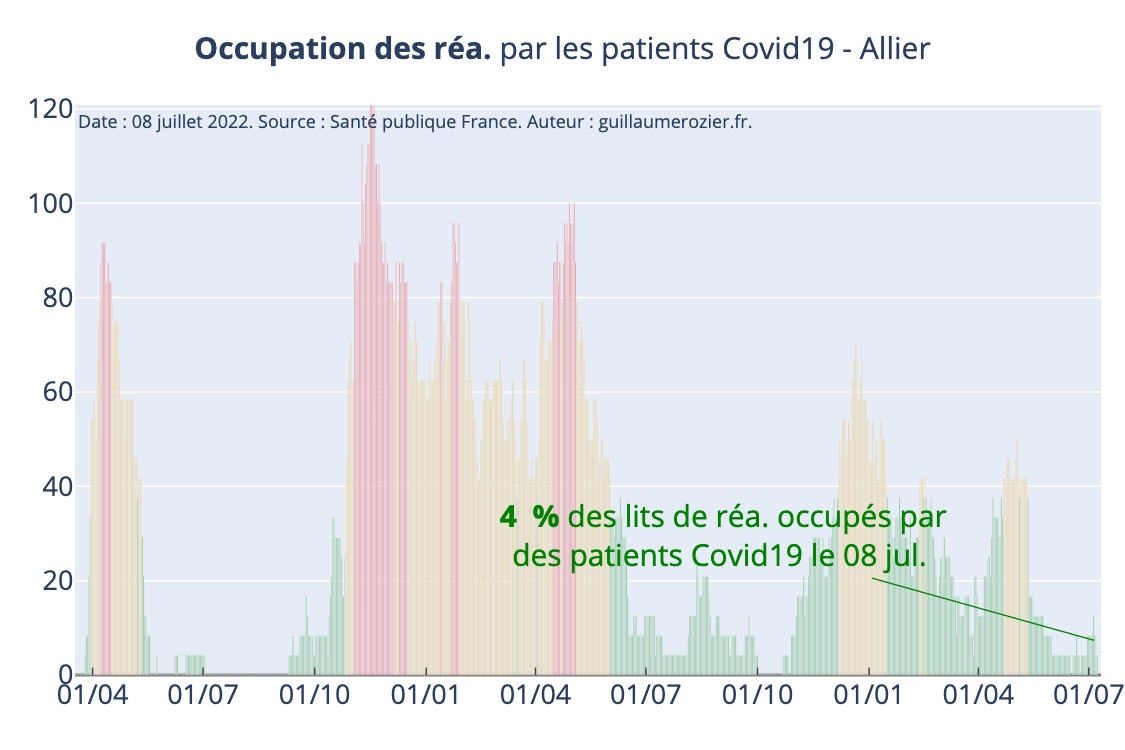 Occupation des réa. par les patients Covid19 - Allier
120
Date : 08 juillet 2022. Source : Santé publique France. Auteur : guillaumerozier.fr.
100
80
60
40
4 % des lits de réa. occupés par
des patients Covid19 le 08 jul.
20
0
01/04 01/07 01/10 01/01 01/04 01/07 01/10 01/01 01/04 01/07